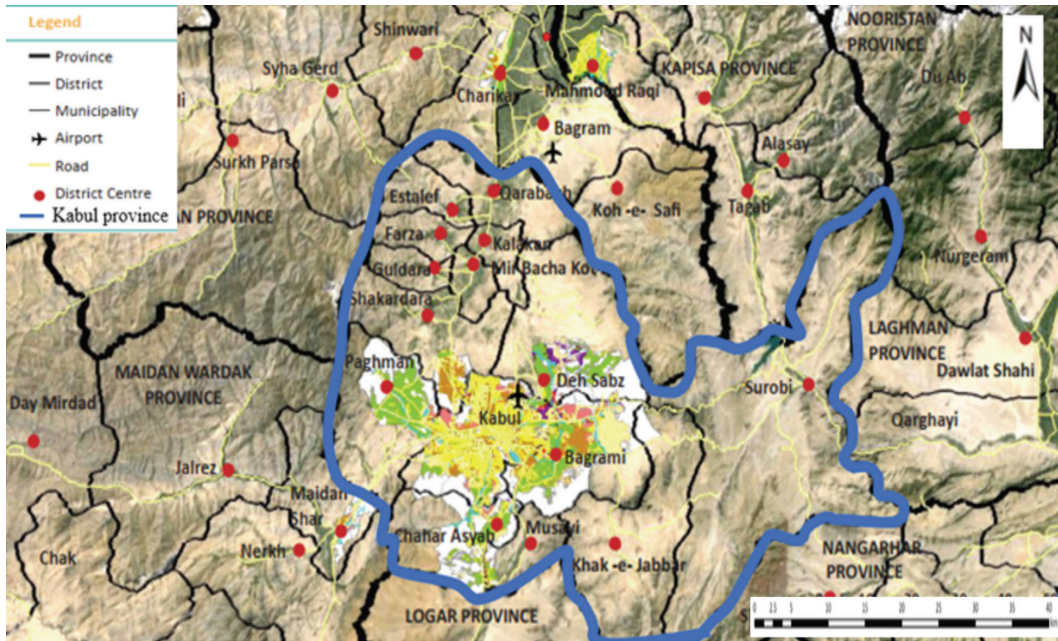 Legend
Province
District
Municipality
Airport
Road
District Centre
Kabul province
N
NOORISTAN
PROVINCE
Shinwari
Syha Gerd
KAPISA PROVINCE
Du Ab
Charikar
Mahmood Raqi
Bagram
Alasay
Surkh Parsa
Estalef
Qarabagh
Koh -e- Safi
Tagab
PROVINCE
Farza
Kalakan
Nurgeram
Guldara
Mir Bacha Kot
Shakardara
LAGHMAN
PROVINCE
MAIDAN WARDAK
PROVINCE
Paghman
Deh Sabz
Surobi
Dawlat Shahi
Day Mirdad
Kabul
Qarghayi
Bagrami
Jalrez
Maidan
Shar
Chahar Asyab
Musayi
Nerkh
Khak -e- Jabbar
NANGARHAR
PROVINCE
Chak
LOGAR PROVINCE
0 2.5 5 10 15 20 25 30 35 40